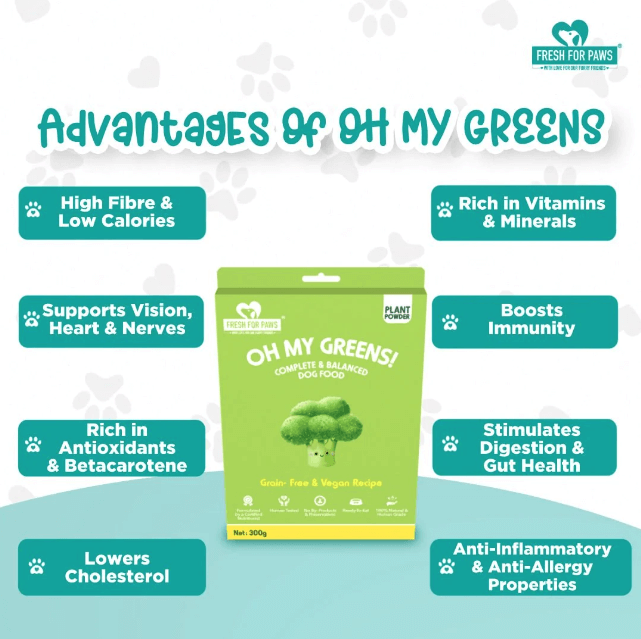 FRESH FOR PAWS
Advantages Of OH MY GREENS
High Fibre &
Low Calories
Rich in Vitamins
& Minerals
Supports Vision,
Heart & Nerves
Boosts
Immunity
Rich in
Antioxidants
& Betacarotene
Stimulates
Digestion &
Gut Health
Lowers
Cholesterol
Anti-Inflammatory
& Anti-Allergy
Properties
FRESH FOR PAWS
PLANT
POWDER
OH MY GREENS!
COMPLETE & BALANCED
DOG FOOD
Grain- Free & Vegan Recipe
Net: 300g